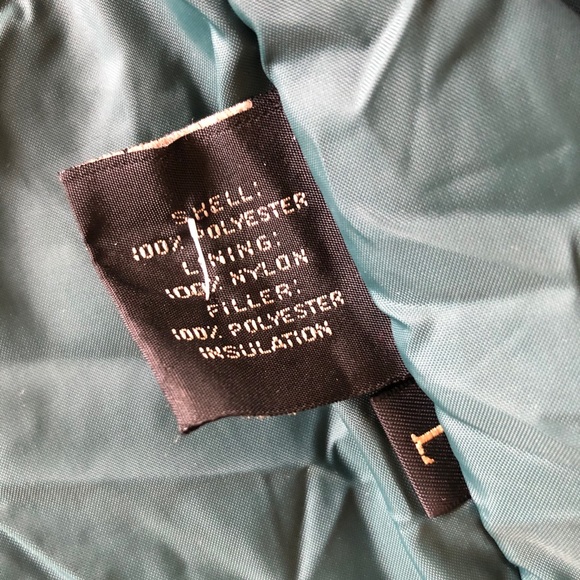 SHELL:
100% POLYESTER
LINING:
100% NYLON
FILLER:
100% POLYESTER
INSULATION
L